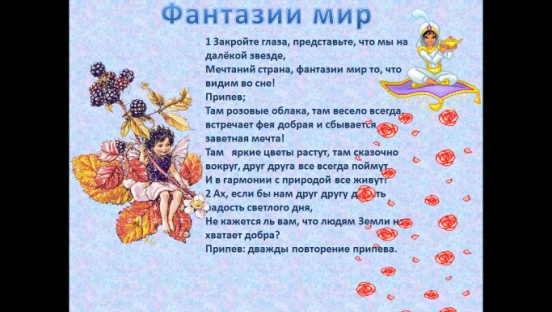 Фантазии мир
1 Закройте глаза, представьте, что мы на
далёкой звезде,
Мечтаний страна, фантазии мир то, что
видим во сне!
Припев;
Там розовые облака, там весело всегда,
встречает фея добрая и сбывается
заветная мечта!
Там яркие цветы растут, там сказочно
вокруг, друг друга все всегда поймут
И в гармонии с природой все живут!
2 Ах, если бы нам друг другу
радость светлого дня,
Не кажется ль вам, что людям Земли не
хватает добра?
Припев: дважды повторение припева.